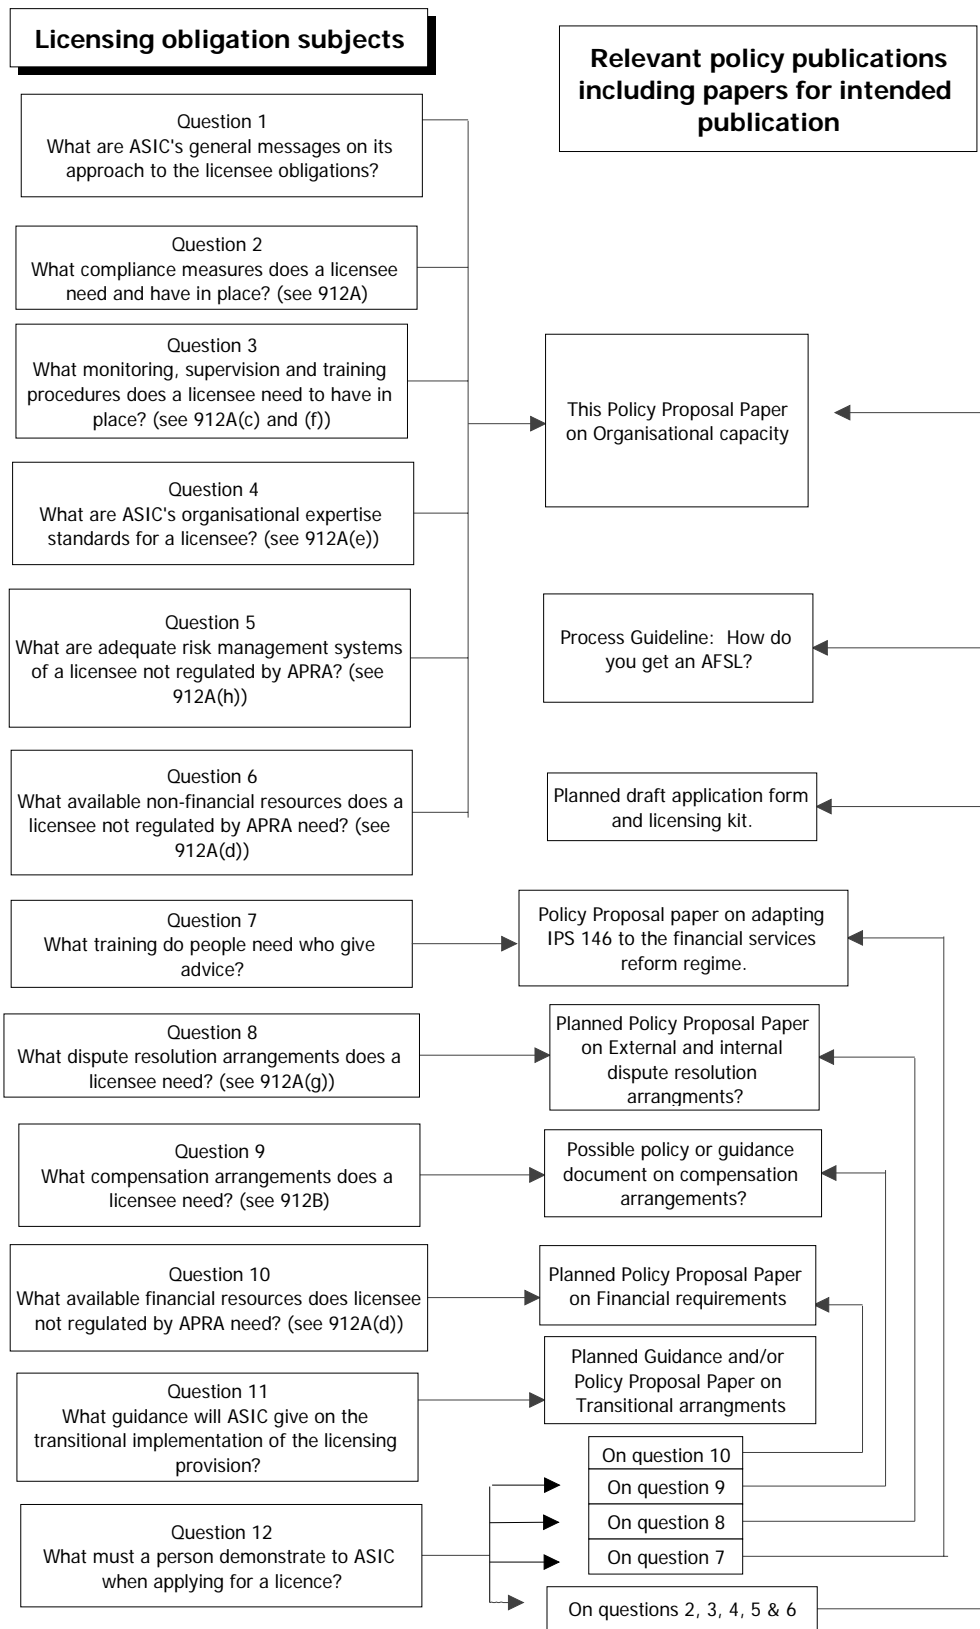 Licensing obligation subjects
Relevant policy publications
including papers for intended
publication
Question 1
What are ASIC's general messages on its
approach to the licensee obligations?
Question 2
What compliance measures does a licensee
need and have in place? (see 912A)
Question 3
What monitoring, supervision and training
procedures does a licensee need to have in
place? (see 912A(c) and (f))
This Policy Proposal Paper
on Organisational capacity
Question 4
What are ASIC's organisational expertise
standards for a licensee? (see 912A(e))
Question 5
What are adequate risk management systems
of a licensee not regulated by APRA? (see
912A(h))
Process Guideline: How do
you get an AFSL?
Question 6
What available non-financial resources does a
licensee not regulated by APRA need? (see
912A(d))
Planned draft application form
and licensing kit.
Question 7
What training do people need who give
advice?
Policy Proposal paper on adapting
IPS 146 to the financial services
reform regime.
Question 8
What dispute resolution arrangements does a
licensee need? (see 912A(g))
Planned Policy Proposal Paper
on External and internal
dispute resolution
arrangments?
Question 9
What compensation arrangements does a
licensee need? (see 912B)
Possible policy or guidance
document on compensation
arrangements?
Question 10
What available financial resources does licensee
not regulated by APRA need? (see 912A(d))
Planned Policy Proposal Paper
on Financial requirements
Question 11
What guidance will ASIC give on the
transitional implementation of the licensing
provision?
Planned Guidance and/or
Policy Proposal Paper on
Transitional arrangments
Question 12
What must a person demonstrate to ASIC
when applying for a licence?
On question 10
On question 9
On question 8
On question 7
On questions 2, 3, 4, 5 & 6